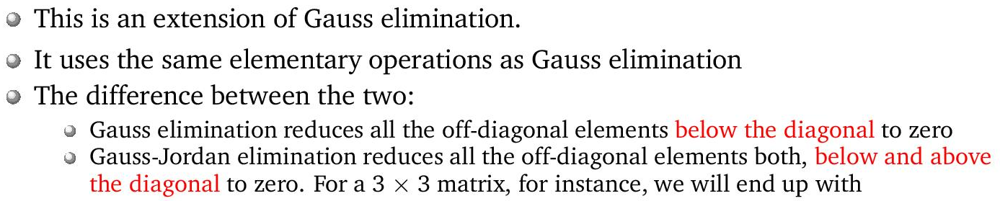 This is an extension of Gauss elimination.
It uses the same elementary operations as Gauss elimination
The difference between the two:
Gauss elimination reduces all the off-diagonal elements below the diagonal to zero
Gauss-Jordan elimination reduces all the off-diagonal elements both, below and above
the diagonal to zero. For a 3 × 3 matrix, for instance, we will end up with